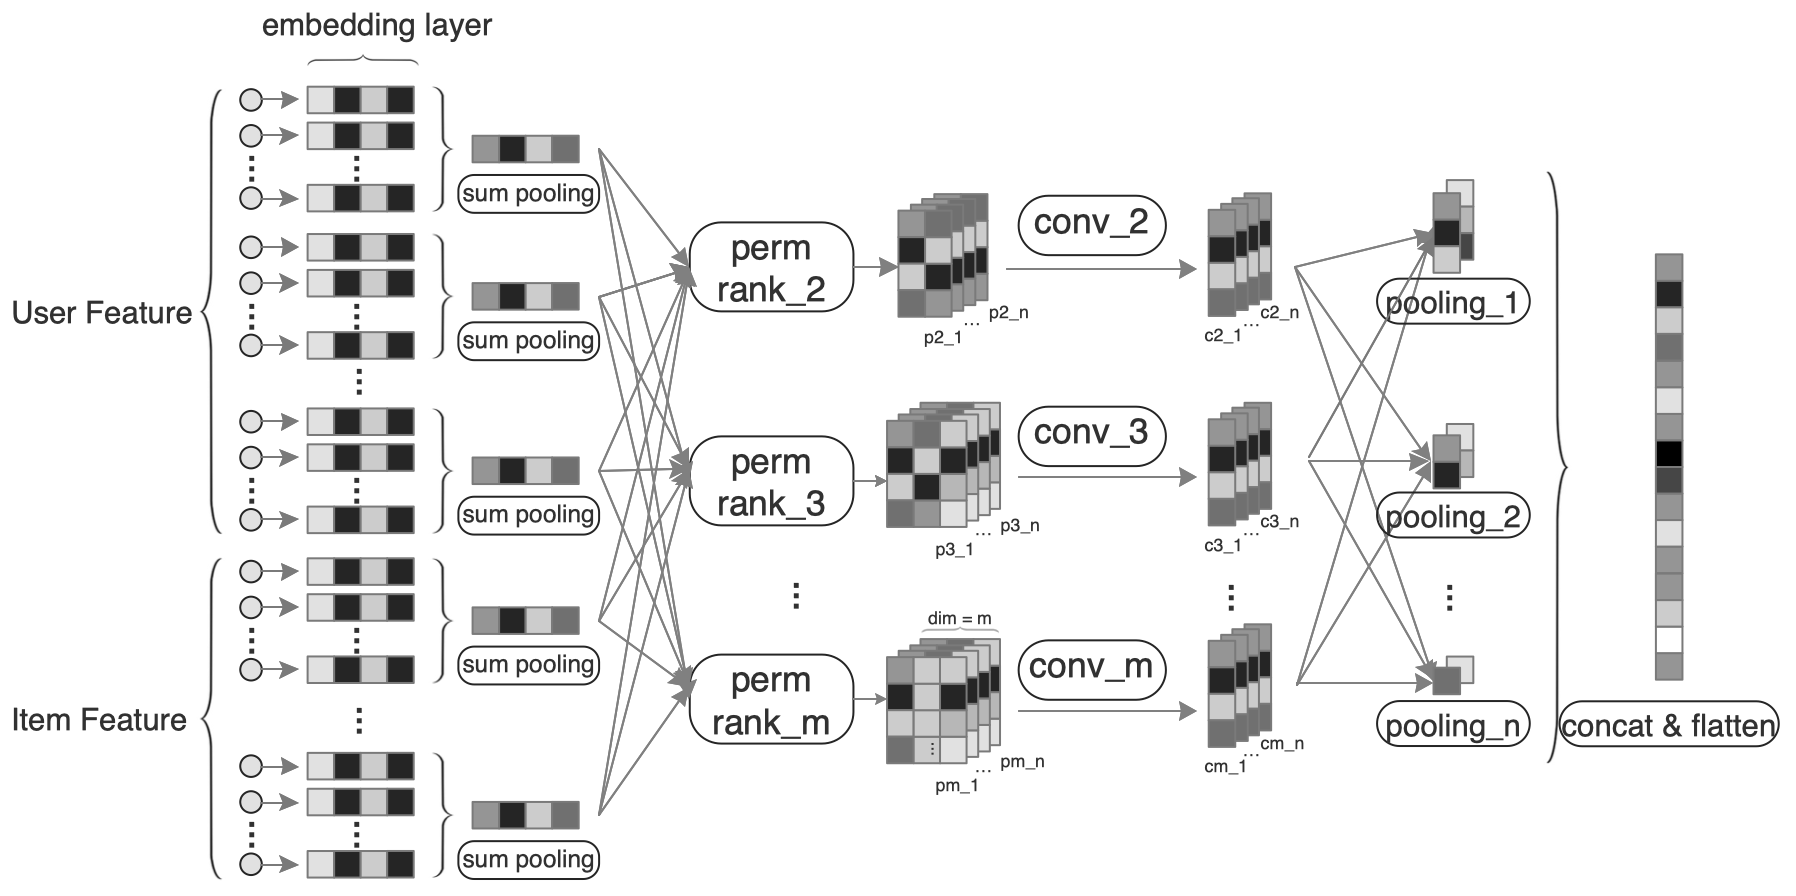 embedding layer
User Feature
Item Feature
sum pooling
sum pooling
sum pooling
sum pooling
sum pooling
perm
rank_2
perm
rank_3
perm
rank_m
p2_1 ... p2_n
p3_1 ... p3_n
dim = m
pm_1 ... pm_n
conv_2
conv_3
conv_m
c2_1 ... c2_n
c3_1 ... c3_n
cm_1 ... cm_n
pooling_1
pooling_2
pooling_n
concat & flatten